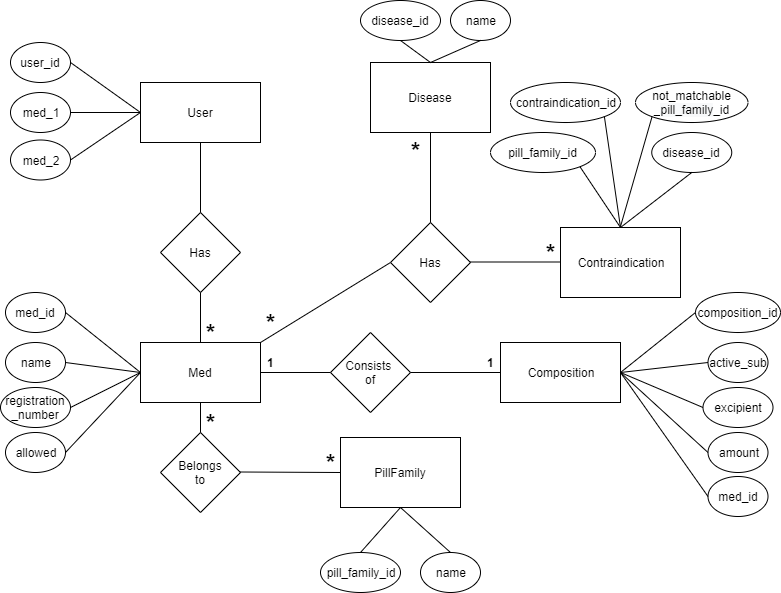 disease_id
name
user_id
Disease
contraindication_id
not_matchable
_pill_family_id
med_1
User
pill_family_id
disease_id
med_2
*
Has
Has
*
Contraindication
med_id
*
*
composition_id
name
Med
1
Consists
of
1
Composition
active_sub
registration
_number
excipient
allowed
*
amount
Belongs
to
*
PillFamily
med_id
pill_family_id
name